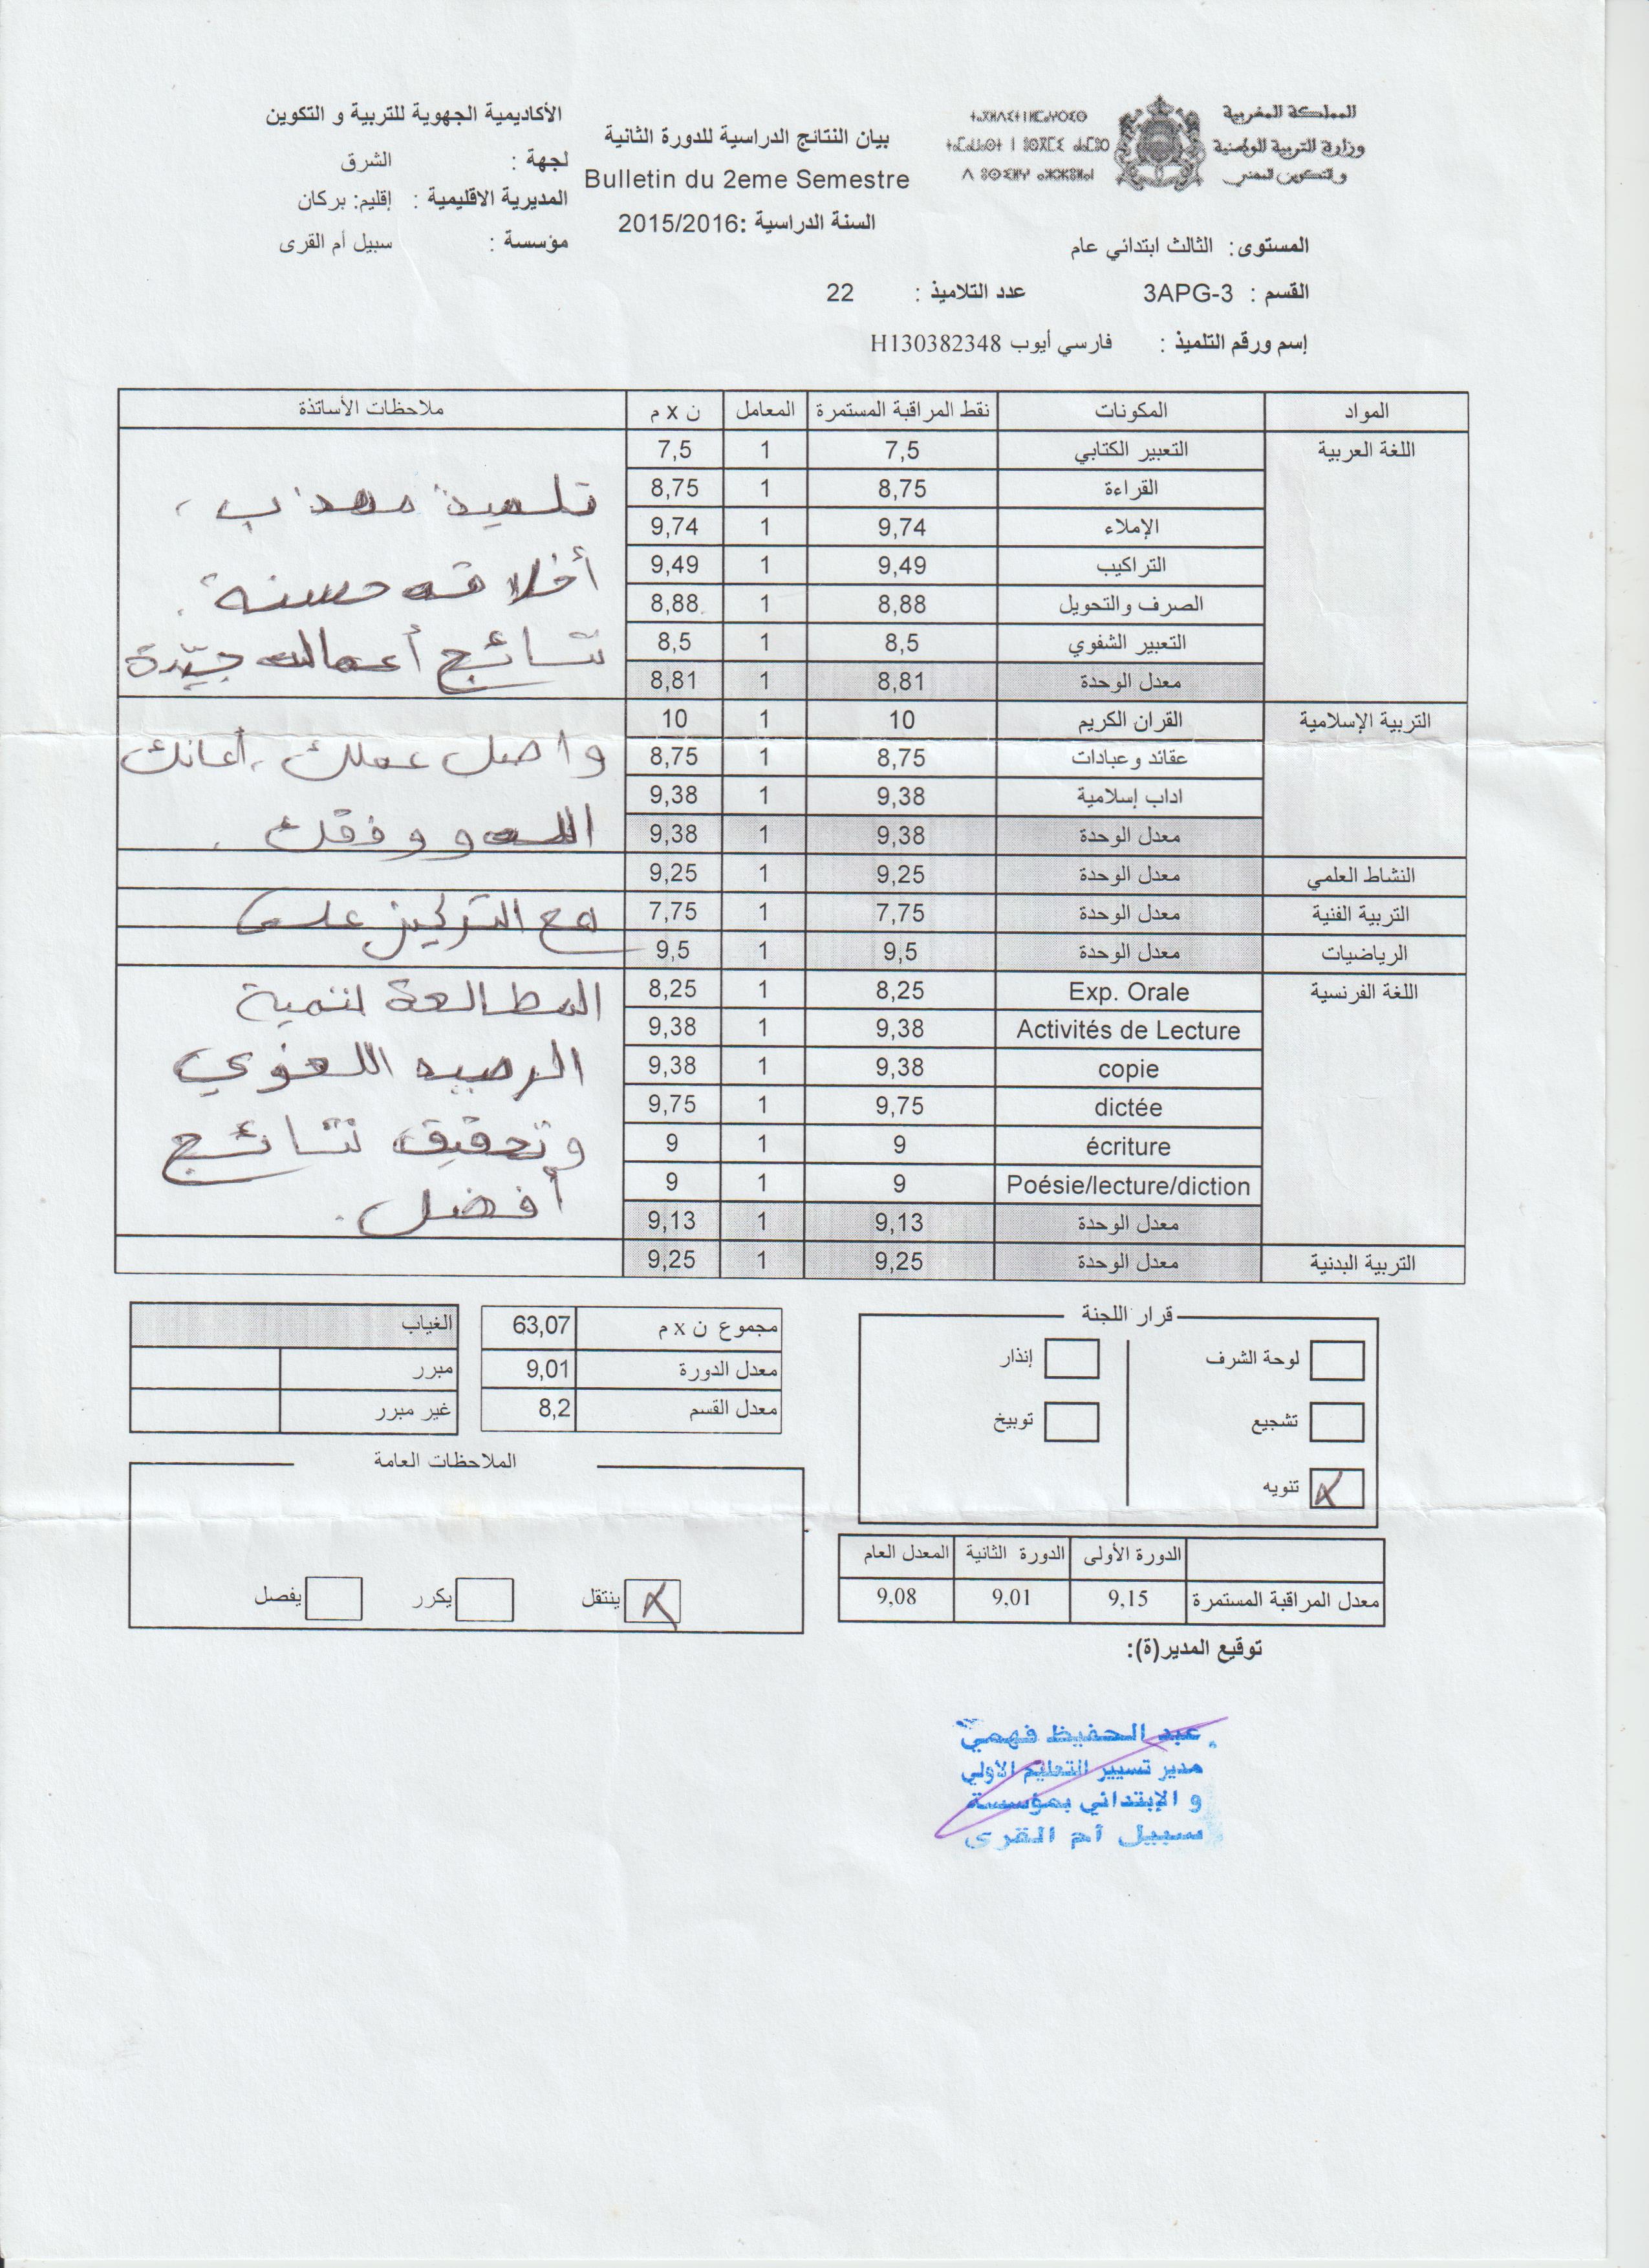 المملكة المغربية
وزارة التربية الوطنية
والتكوين المهني
ⵜⴰⴳⵍⴷⵉⵜ ⵏ ⵍⵎⵖⵔⵉⴱ
بيان النتائج الدراسية للدورة الثانية
Bulletin du 2eme Semestre
السنة الدراسية :2015/2016
الأكاديمية الجهوية للتربية و التكوين
لجهة : الشرق
المديرية الاقليمية : إقليم: بركان
مؤسسة : سبيل أم القرى
المستوى: الثالث ابتدائي عام
القسم : 3APG-3 عدد التلاميذ : 22
إسم ورقم التلميذ : فارسي أيوب H130382348
المواد المكونات نقط المراقبة المستمرة المعامل ن x م ملاحظات الأساتذة
اللغة العربية التعبير الكتابي 7,5 1 7,5
القراءة 8,75 1 8,75
الإملاء 9,74 1 9,74
التراكيب 9,49 1 9,49
الصرف والتحويل 8,88 1 8,88
التعبير الشفوي 8,5 1 8,5
معدل الوحدة 8,81 1 8,81
التربية الإسلامية القران الكريم 10 1 10
عقائد وعبادات 8,75 1 8,75
اداب إسلامية 9,38 1 9,38
معدل الوحدة 9,38 1 9,38
النشاط العلمي معدل الوحدة 9,25 1 9,25
التربية الفنية معدل الوحدة 7,75 1 7,75
الرياضيات معدل الوحدة 9,5 1 9,5
اللغة الفرنسية Exp. Orale 8,25 1 8,25
Activités de Lecture 9,38 1 9,38
copie 9,38 1 9,38
dictée 9,75 1 9,75
écriture 9 1 9
Poésie/lecture/diction 9 1 9
معدل الوحدة 9,13 1 9,13
التربية البدنية معدل الوحدة 9,25 1 9,25
تلميذ مهذب،
أخلاقه حسنة.
نتائج أعماله جيّدة
واصل عملك، أعانك
الله ووفقك.
مع التركيز على
المطالعة لتنمية
الرصيد اللغوي
وتحقيق نتائج
أفضل.
قرار اللجنة
لوحة الشرف إنذار
تشجيع توبيخ
تنويه
مجموع ن x م 63,07
معدل الدورة 9,01
معدل القسم 8,2
الغياب
مبرر
غير مبرر
الملاحظات العامة
ينتقل يكرر يفصل
الدورة الأولى الدورة الثانية المعدل العام
معدل المراقبة المستمرة 9,15 9,01 9,08
توقيع المدير(ة):
عبد الحفيظ فهمي
مدير تسيير التعليم الأولي
و الإبتدائي بمؤسسة
سبيل أم القرى